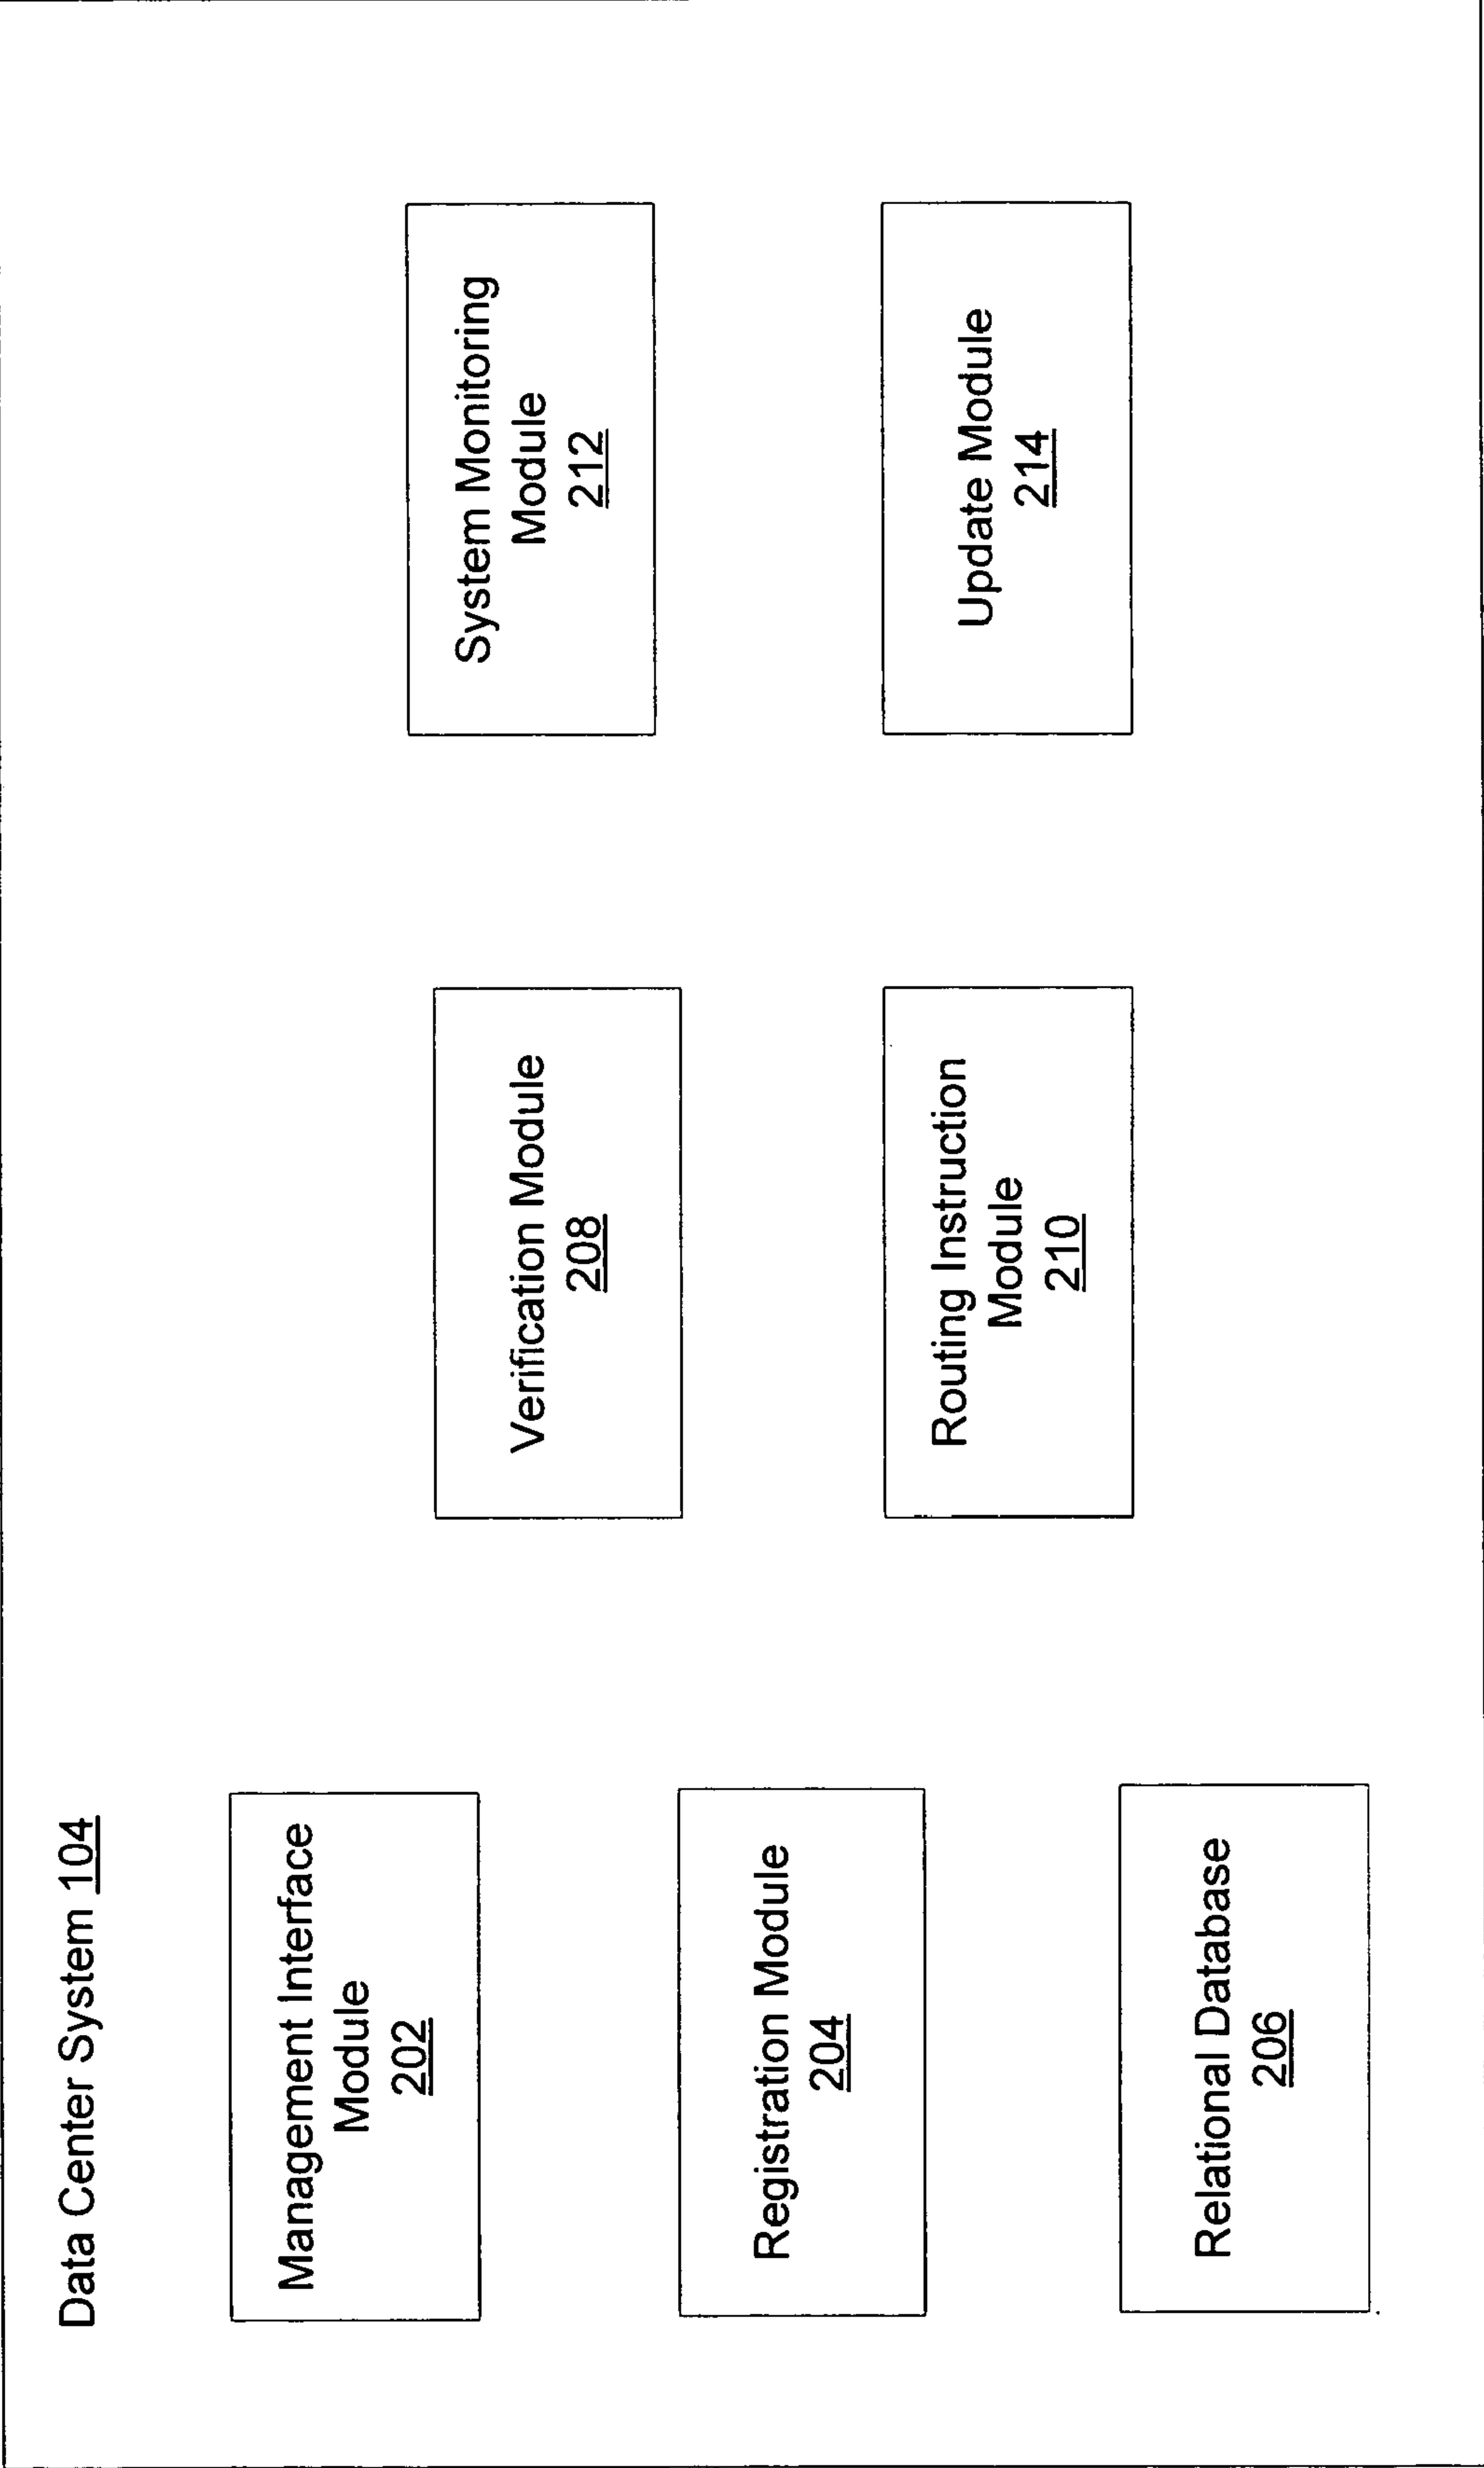 Data Center System 104
Management Interface
Module
202
Registration Module
204
Relational Database
206
Verification Module
208
Routing Instruction
Module
210
System Monitoring
Module
212
Update Module
214